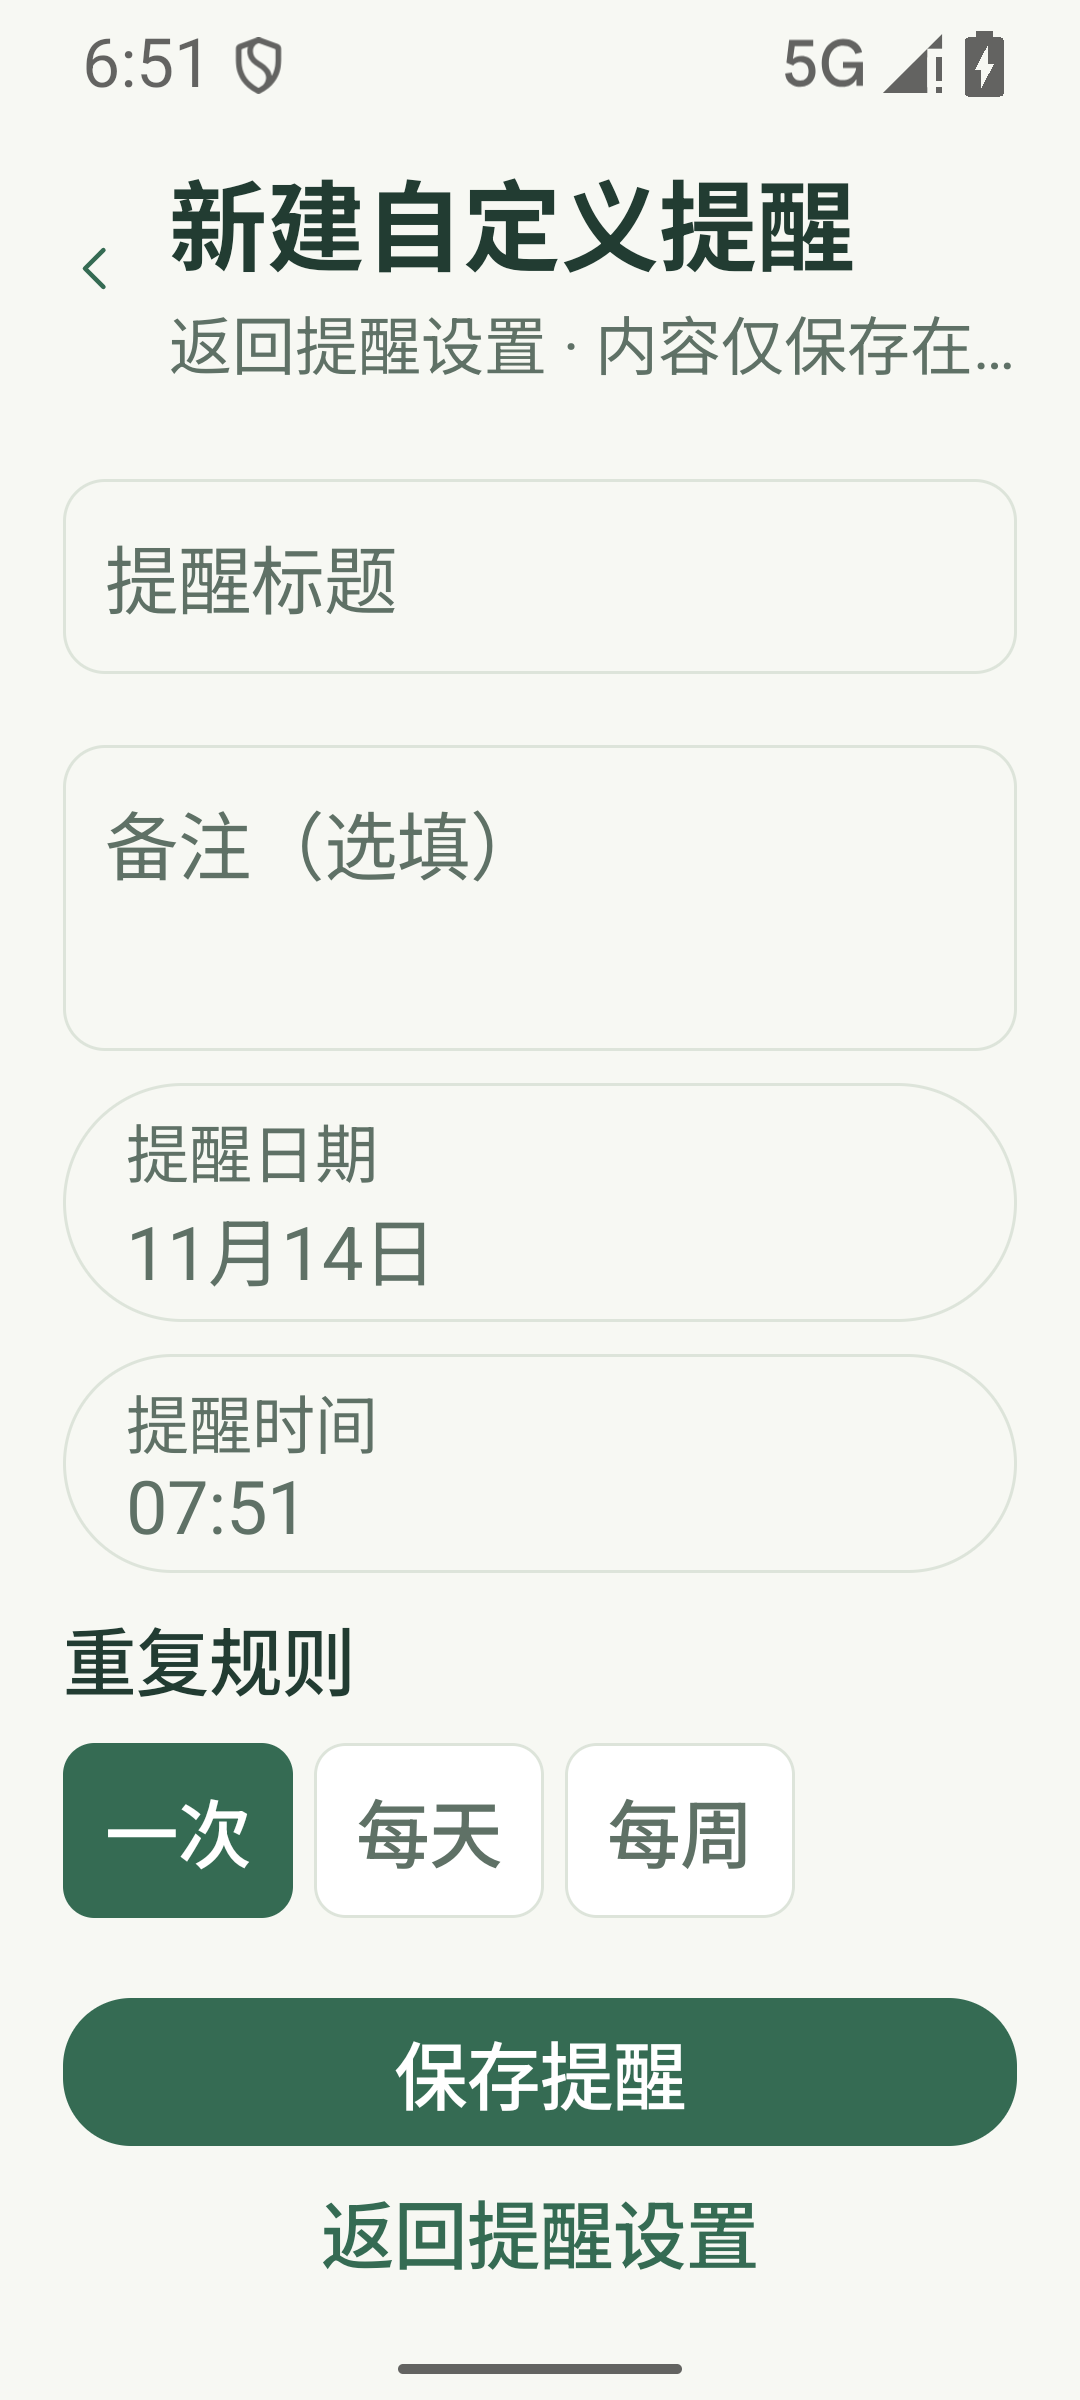 6:51
5G
新建自定义提醒
返回提醒设置 · 内容仅保存在...
提醒标题
备注（选填）
提醒日期
11月14日
提醒时间
07:51
重复规则
一次
每天
每周
保存提醒
返回提醒设置